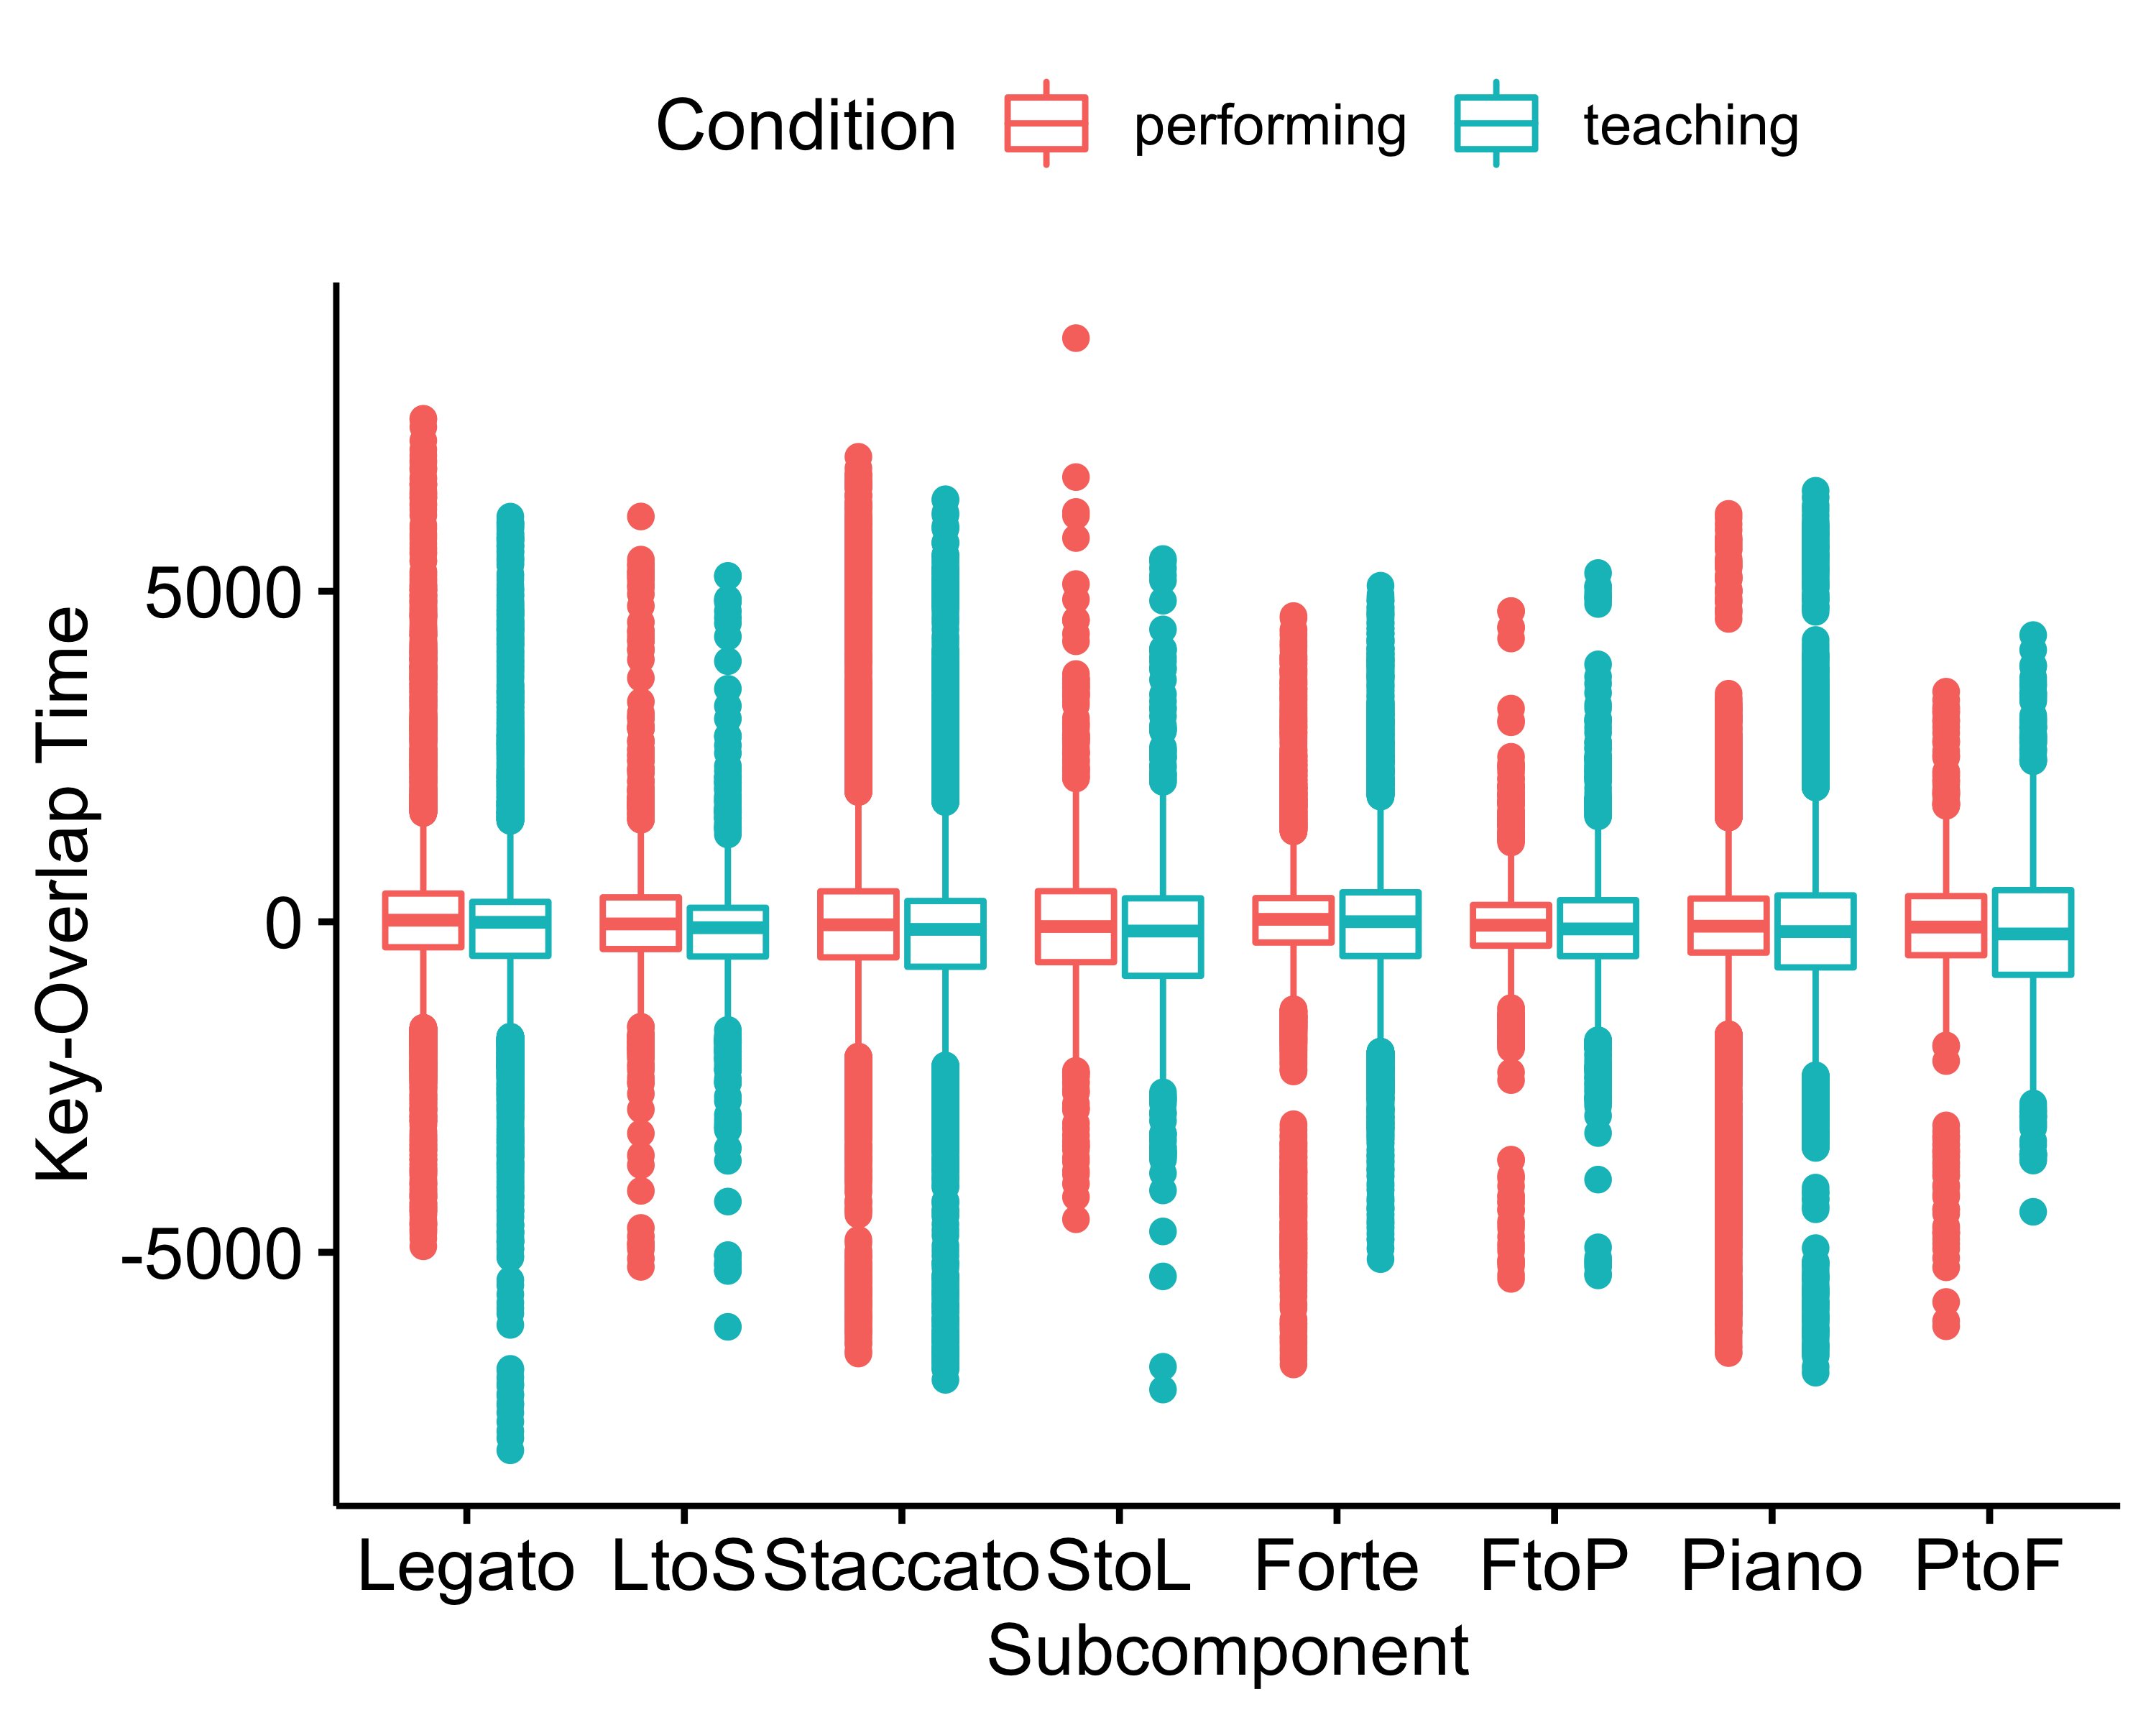 Condition performing teaching
Key-Overlap Time
5000
0
-5000
Legato LtoS Staccato StoL Forte FtoP Piano PtoF
Subcomponent